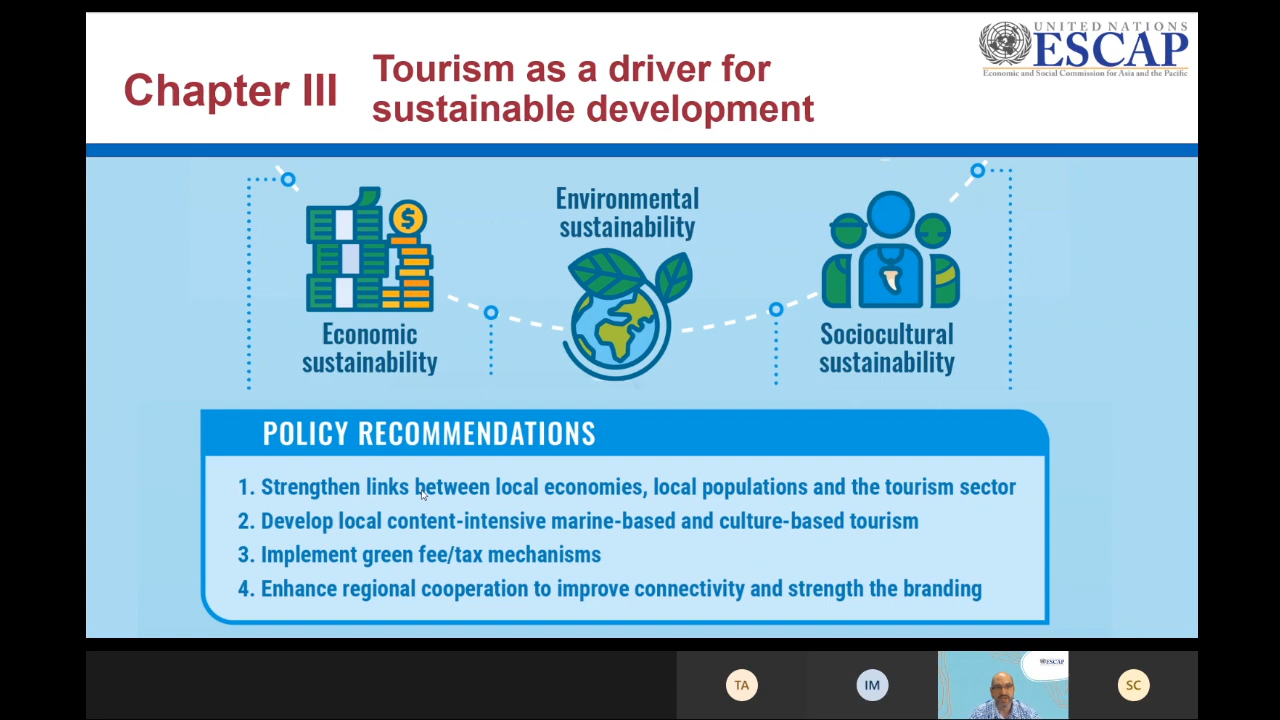 Chapter III
Tourism as a driver for
sustainable development
UNITED NATIONS
ESCAP
Economic and Social Commission for Asia and the Pacific
$
Economic
sustainability
Environmental
sustainability
Sociocultural
sustainability
POLICY RECOMMENDATIONS
1. Strengthen links between local economies, local populations and the tourism sector
2. Develop local content-intensive marine-based and culture-based tourism
3. Implement green fee/tax mechanisms
4. Enhance regional cooperation to improve connectivity and strength the branding
TA
IM
ESCAP
SC